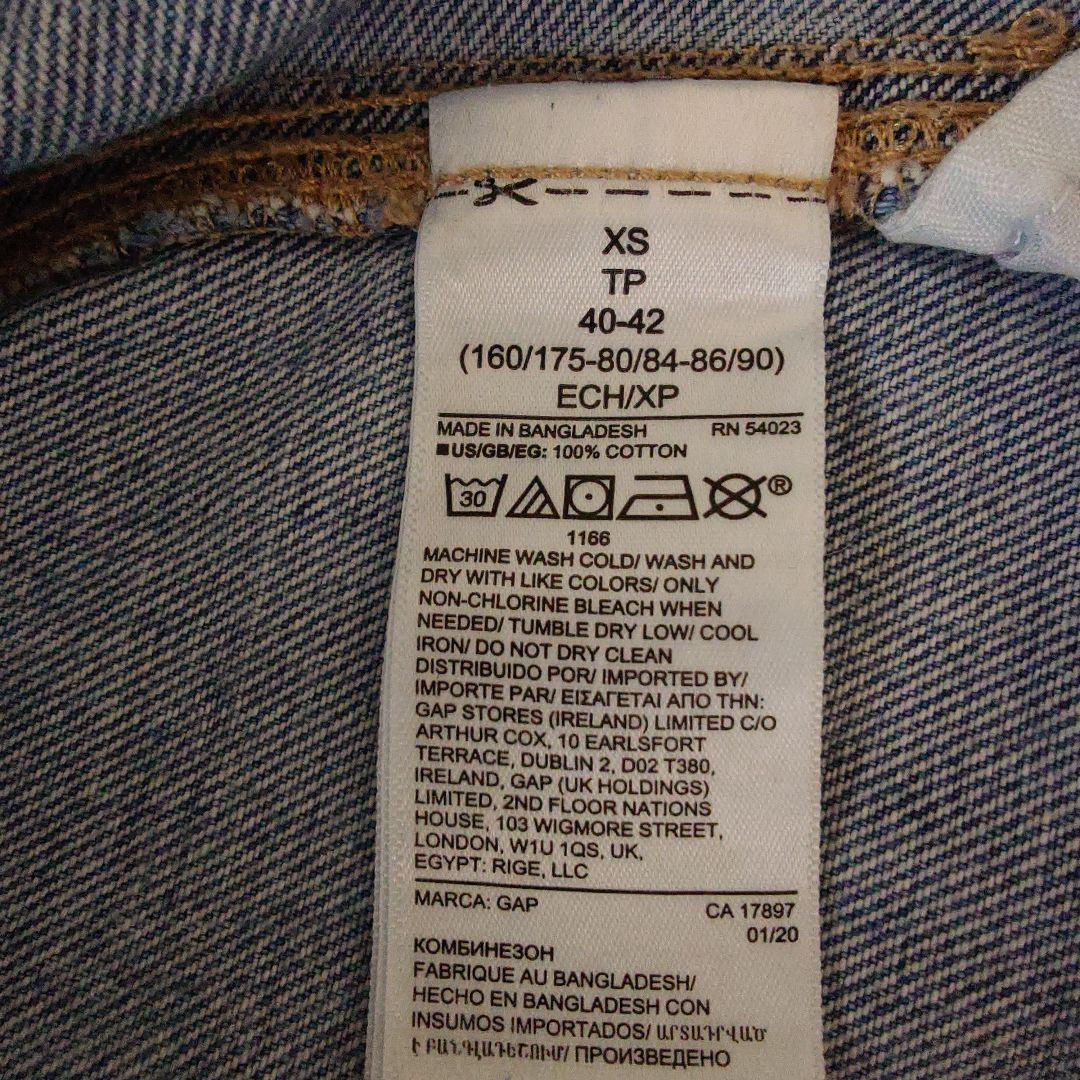 XS
TP
40-42
(160/175-80/84-86/90)
ECH/XP
MADE IN BANGLADESH RN 54023
US/GB/EG: 100% COTTON
30 ®
1166
MACHINE WASH COLD/ WASH AND
DRY WITH LIKE COLORS/ ONLY
NON-CHLORINE BLEACH WHEN
NEEDED/ TUMBLE DRY LOW/ COOL
IRON/ DO NOT DRY CLEAN
DISTRIBUIDO POR/ IMPORTED BY/
IMPORTE PAR/ ΕΙΣΑΓΕΤΑΙ ΑΠΟ ΤΗΝ:
GAP STORES (IRELAND) LIMITED C/O
ARTHUR COX, 10 EARLSFORT
TERRACE, DUBLIN 2, D02 T380,
IRELAND, GAP (UK HOLDINGS)
LIMITED, 2ND FLOOR NATIONS
HOUSE, 103 WIGMORE STREET,
LONDON, W1U 1QS, UK,
EGYPT: RIGE, LLC
MARCA: GAP CA 17897
01/20
КОМБИНЕЗОН
FABRIQUE AU BANGLADESH/
HECHO EN BANGLADESH CON
INSUMOS IMPORTADOS/ ԱՐՏԱԴՐՎԱԾ
Է ԲԱՆԳԼԱԴԵՇՈՒՄ/ ПРОИЗВЕДЕНО